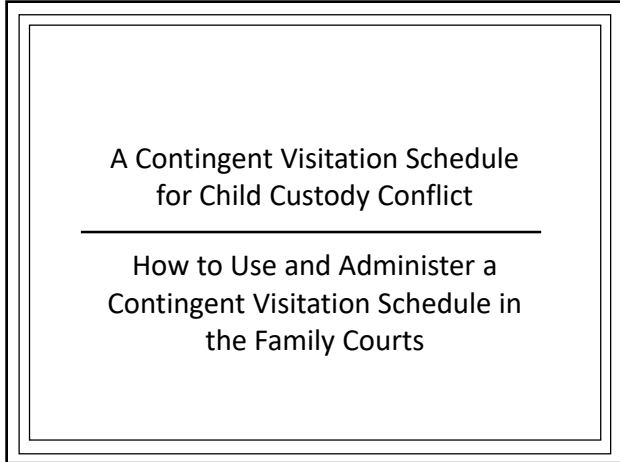 A Contingent Visitation Schedule
for Child Custody Conflict
How to Use and Administer a
Contingent Visitation Schedule in
the Family Courts